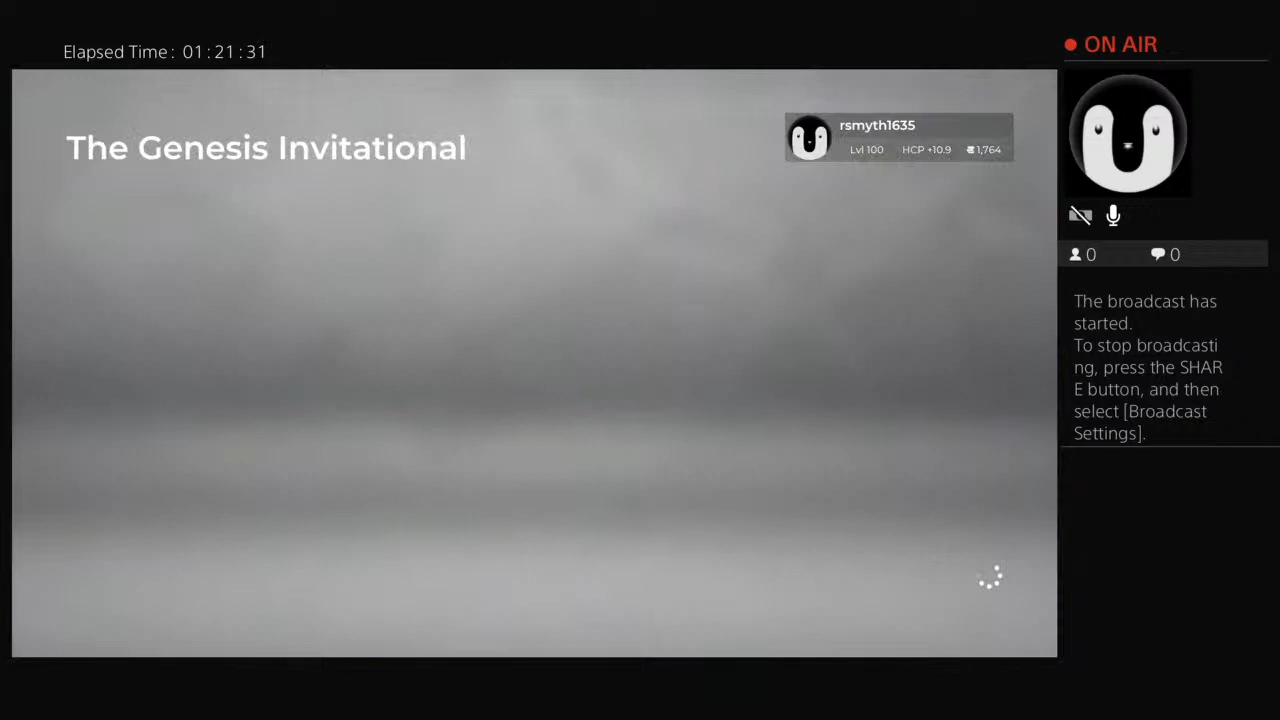 Elapsed Time: 01:21:31
ON AIR
The Genesis Invitational
rsmyth1635
Lvl 100 HCP +10.9 1,764
0 0
The broadcast has
started.
To stop broadcasti
ng, press the SHAR
E button, and then
select [Broadcast
Settings].